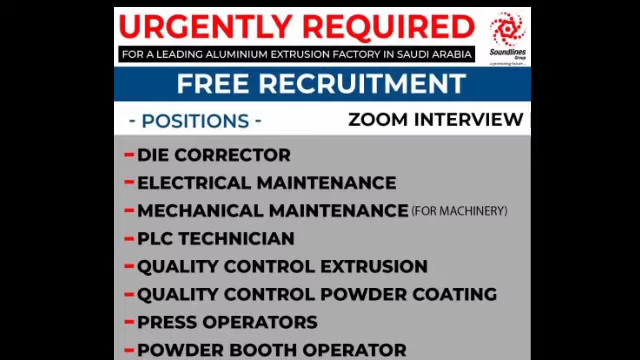 URGENTLY REQUIRED
FOR A LEADING ALUMINIUM EXTRUSION FACTORY IN SAUDI ARABIA
Soundlines
Group
FREE RECRUITMENT
- POSITIONS -
ZOOM INTERVIEW
- DIE CORRECTOR
- ELECTRICAL MAINTENANCE
- MECHANICAL MAINTENANCE (FOR MACHINERY)
- PLC TECHNICIAN
- QUALITY CONTROL EXTRUSION
- QUALITY CONTROL POWDER COATING
- PRESS OPERATORS
- POWDER BOOTH OPERATOR